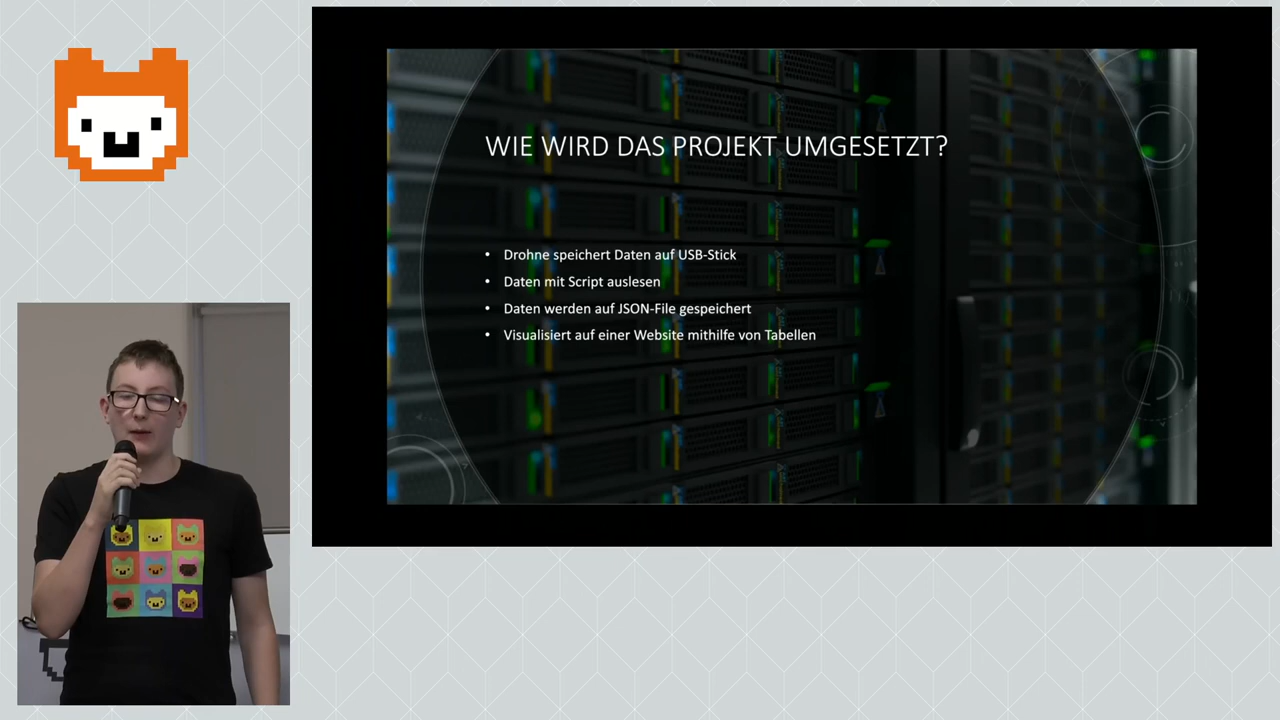 WIE WIRD DAS PROJEKT UMGESETZT?
• Drohne speichert Daten auf USB-Stick
• Daten mit Script auslesen
• Daten werden auf JSON-File gespeichert
• Visualisiert auf einer Website mithilfe von Tabellen